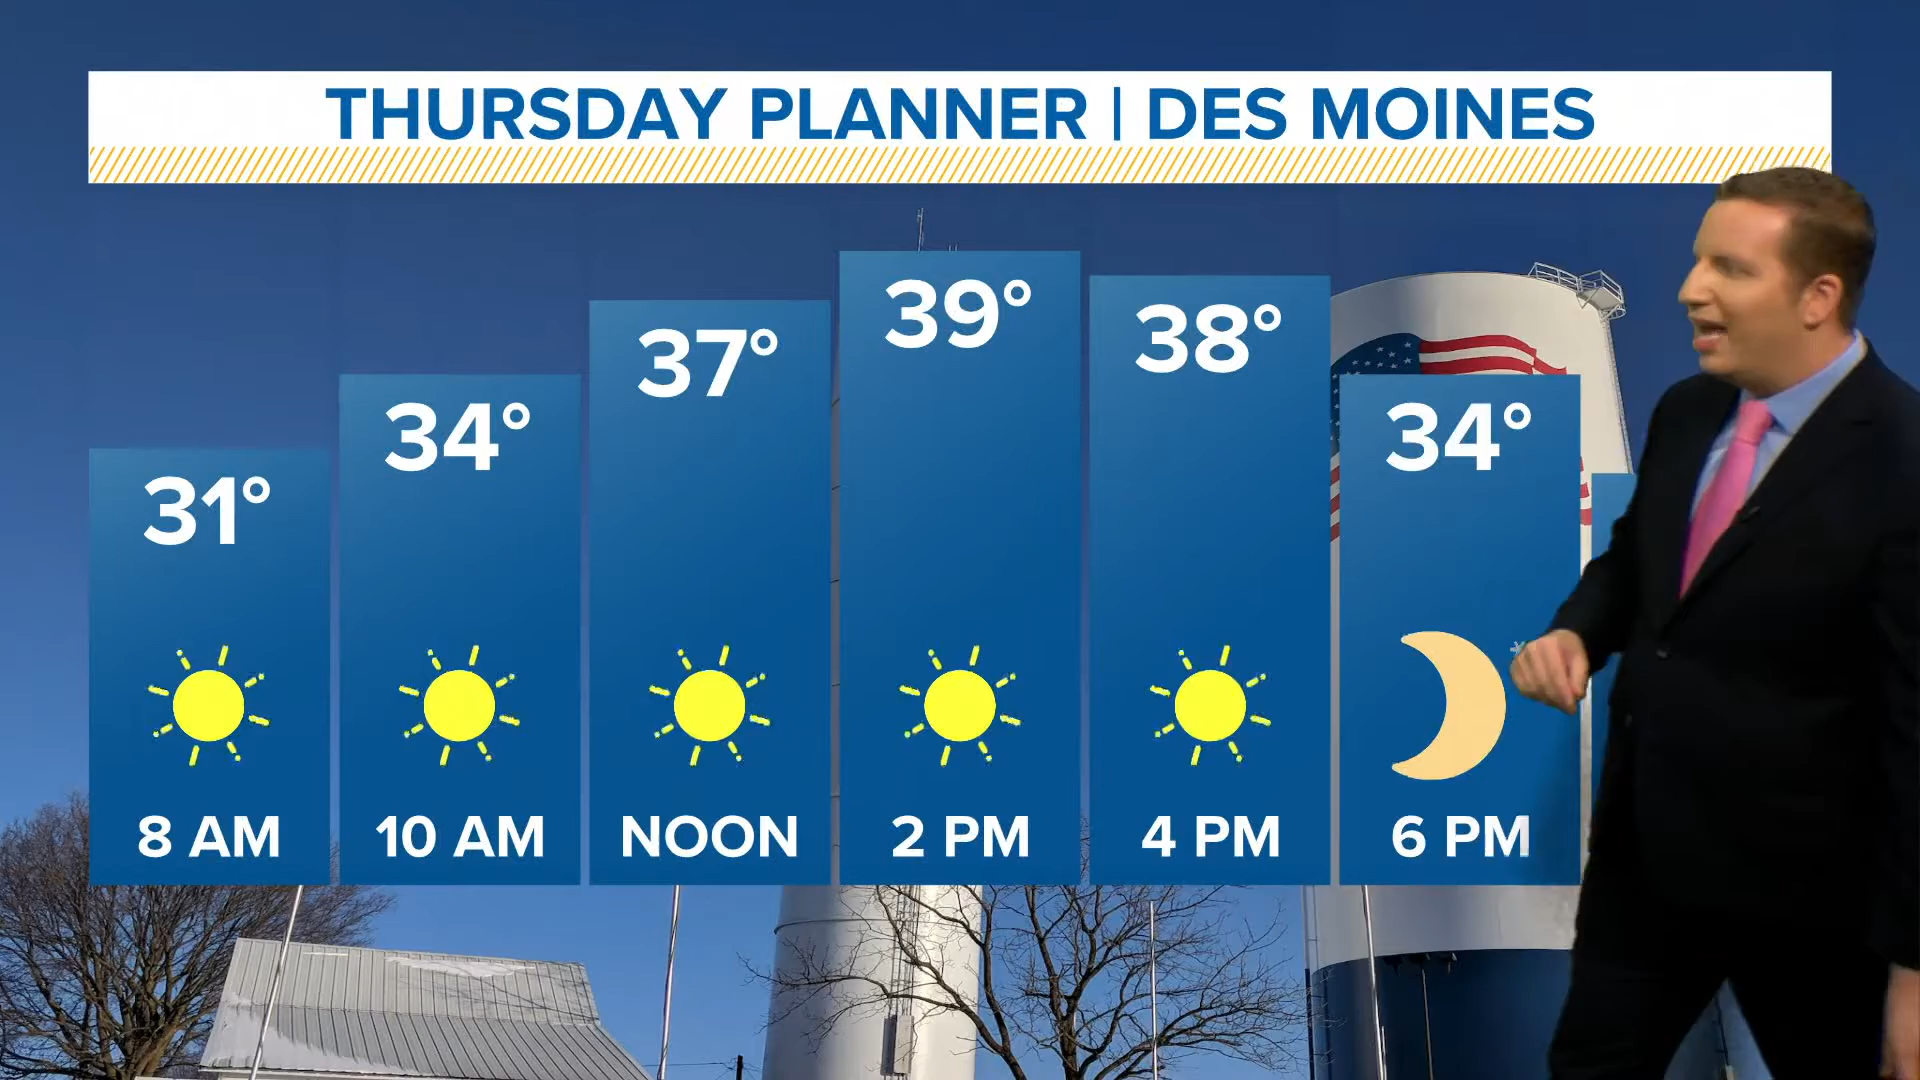 THURSDAY PLANNER | DES MOINES
31° 34° 37° 39° 38° 34°
8 AM 10 AM NOON 2 PM 4 PM 6 PM